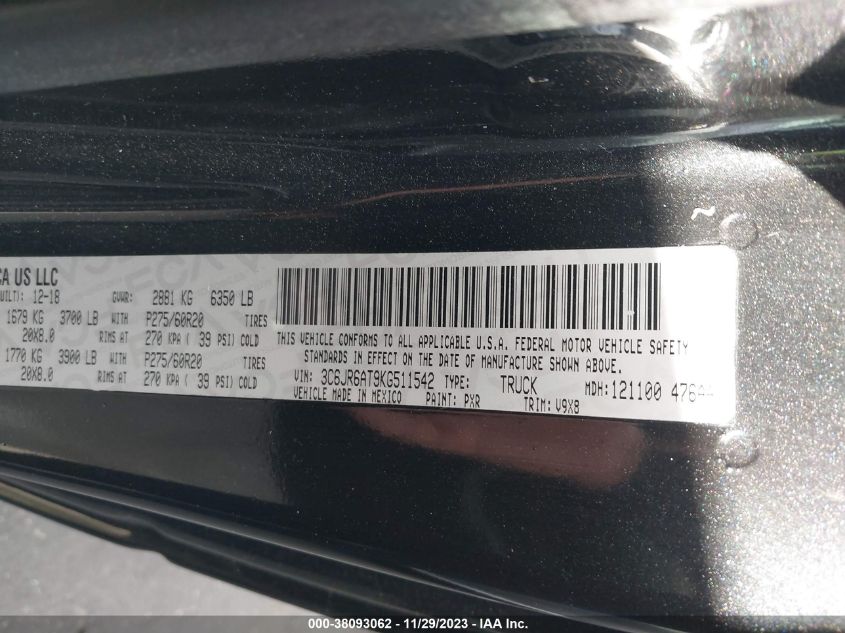 CA US LLC
UILT): 12-18 GVWR: 2881 KG 6350 LB
1679 KG 3700 LB WITH P275/60R20 TIRES
20X8.0 RIMS AT 270 KPA ( 39 PSI) COLD
1770 KG 3900 LB WITH P275/60R20 TIRES
20X8.0 RIMS AT 270 KPA ( 39 PSI) COLD
THIS VEHICLE CONFORMS TO ALL APPLICABLE U.S.A. FEDERAL MOTOR VEHICLE SAFETY
STANDARDS IN EFFECT ON THE DATE OF MANUFACTURE SHOWN ABOVE.
VIN: 3C6JR6AT9KG511542 TYPE: TRUCK MDH:121100 47644
VEHICLE MADE IN MEXICO PAINT: PXR TRIM: V9X8
000-38093062 - 11/29/2023 - IAA Inc.